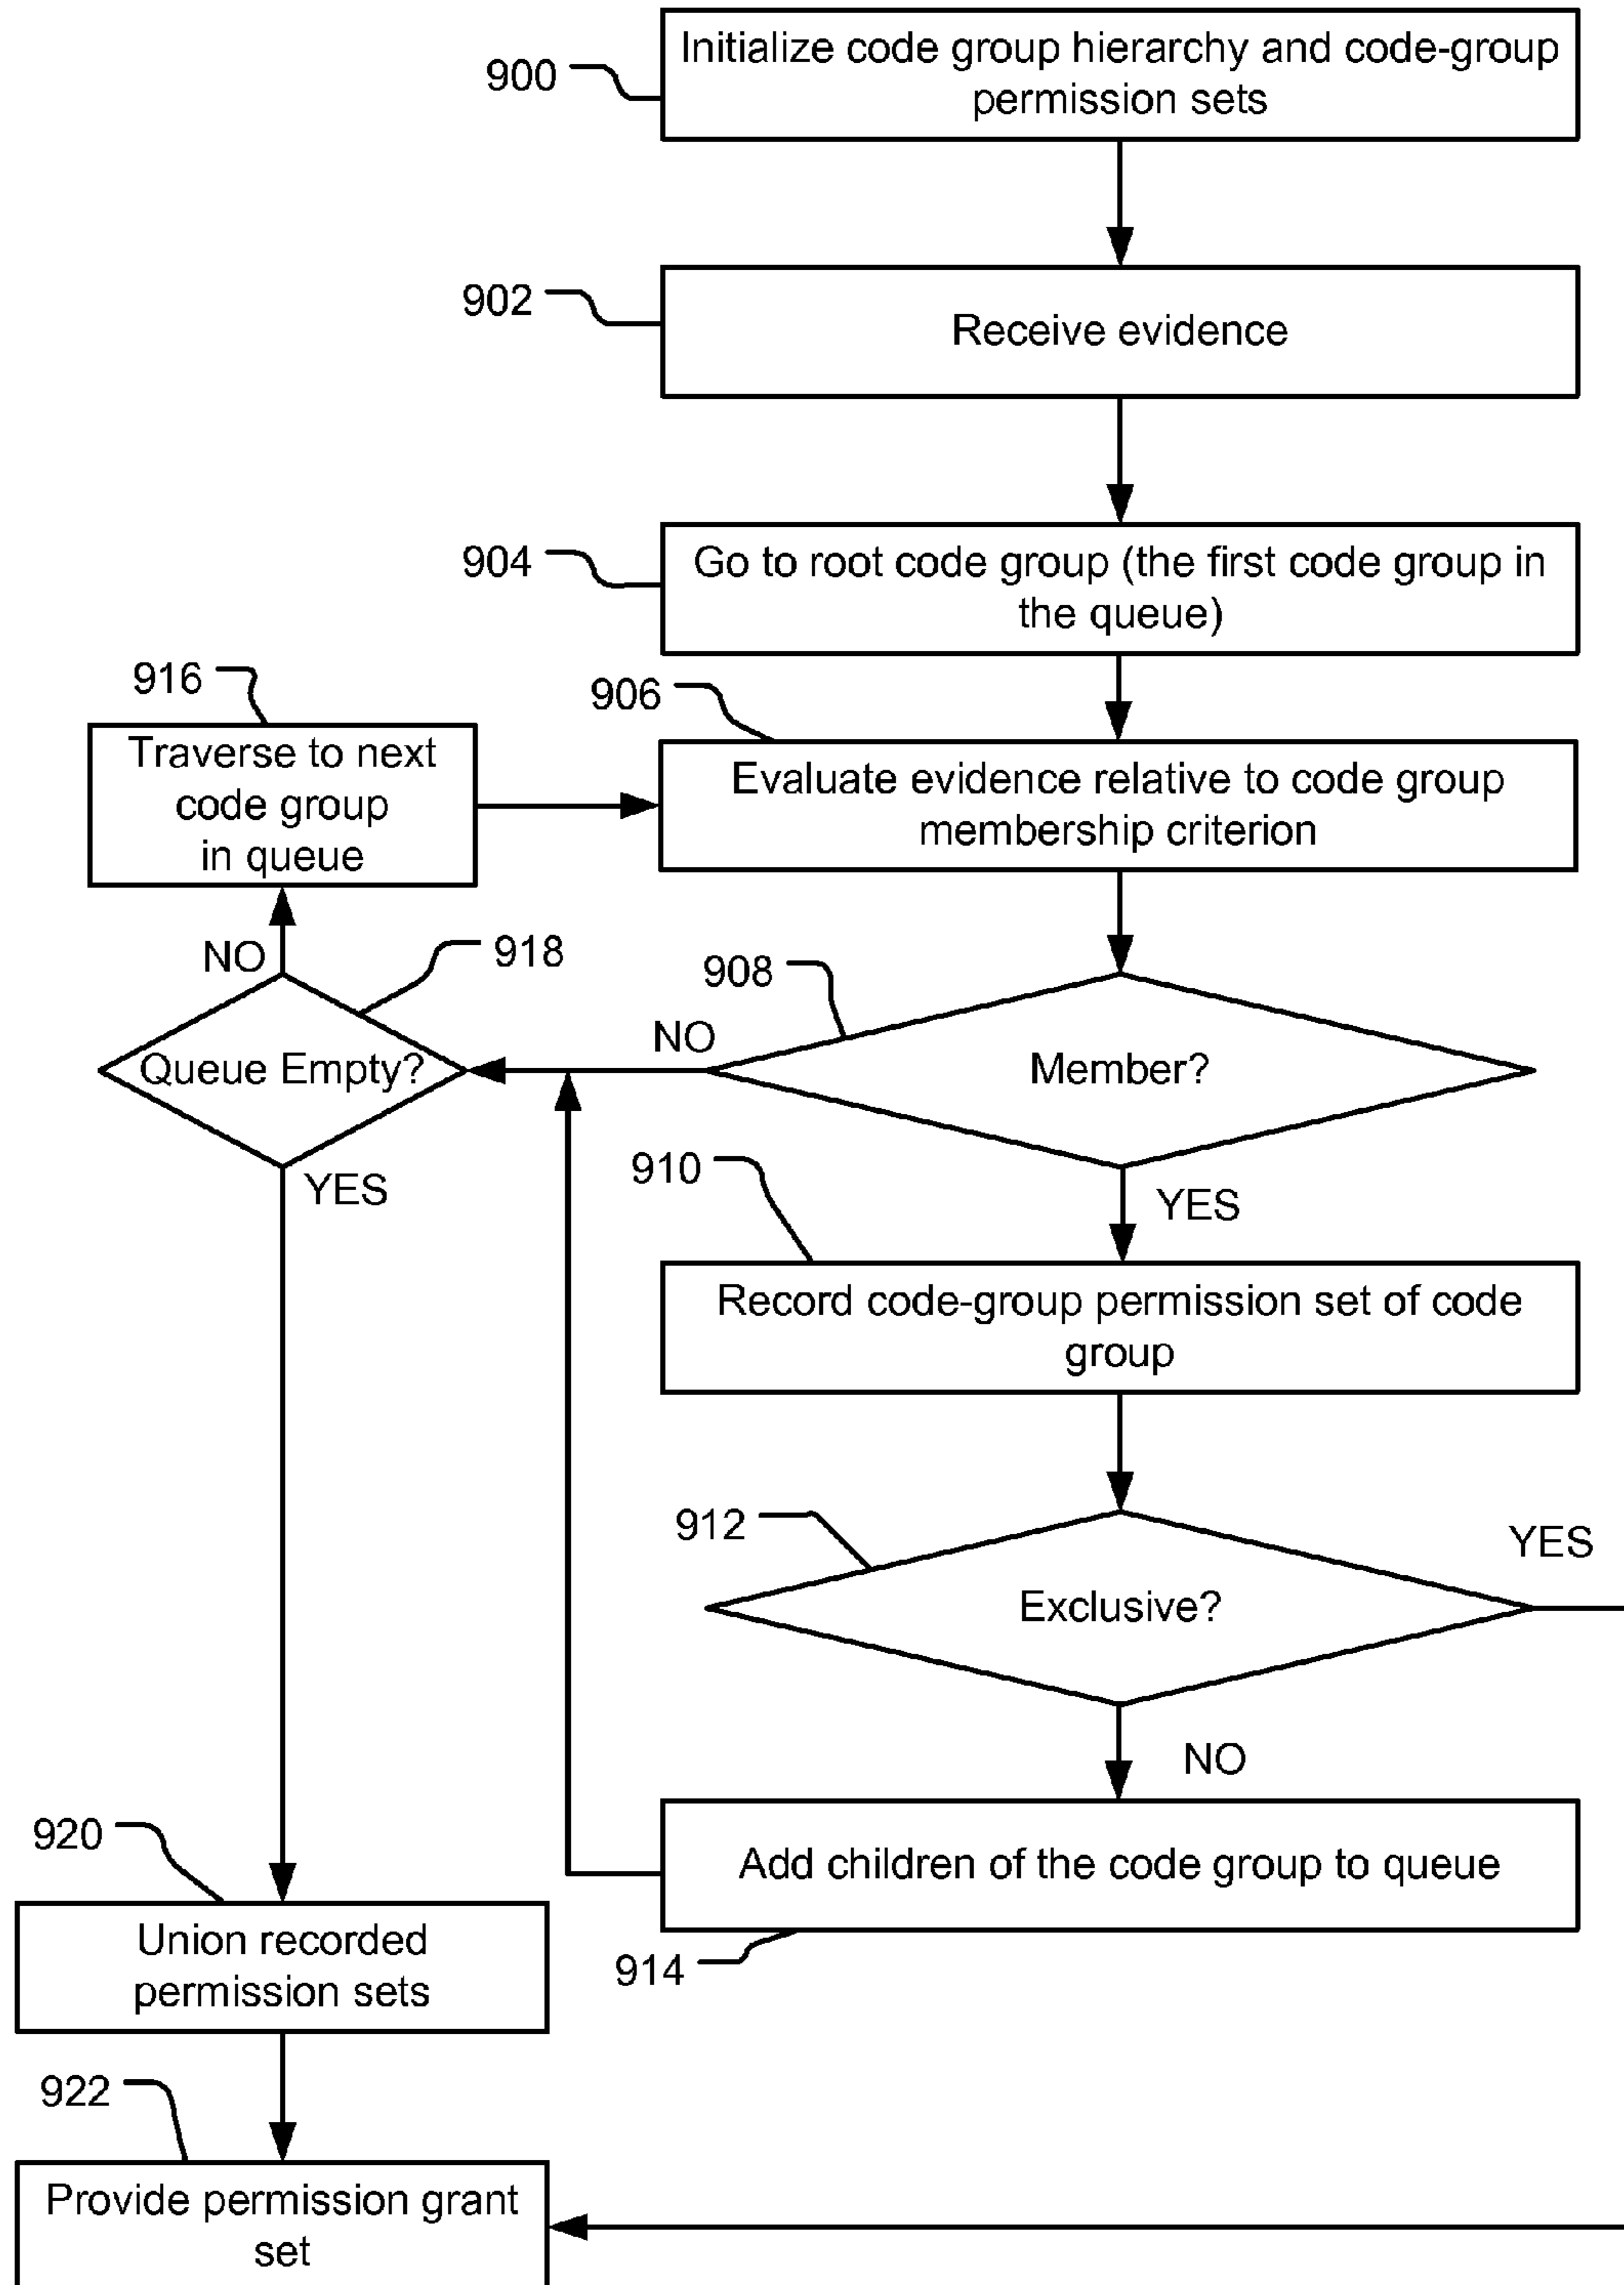 900
Initialize code group hierarchy and code-group
permission sets
902
Receive evidence
904
Go to root code group (the first code group in
the queue)
916
Traverse to next
code group
in queue
906
Evaluate evidence relative to code group
membership criterion
NO
918
Queue Empty?
YES
908
NO
Member?
YES
910
Record code-group permission set of code
group
912
YES
Exclusive?
NO
Add children of the code group to queue
914
920
Union recorded
permission sets
922
Provide permission grant
set